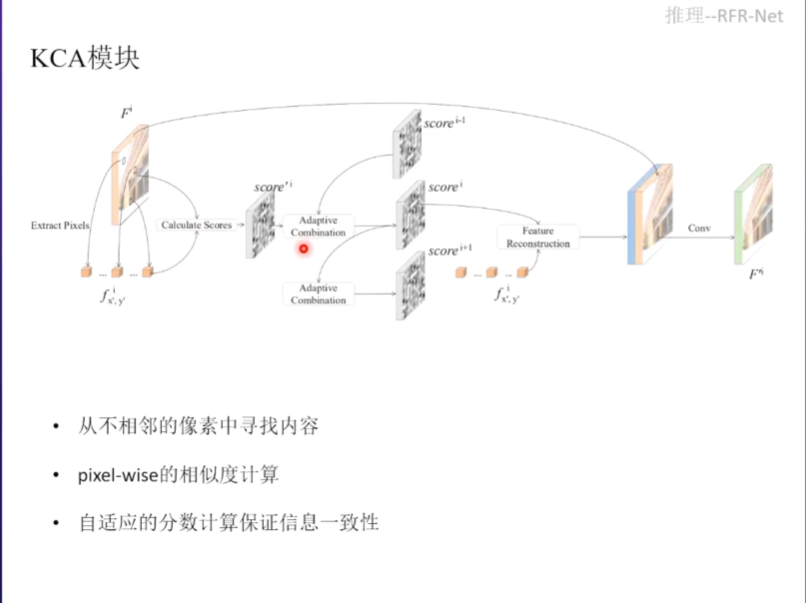 推理--RFR-Net
KCA模块
F^i
score^{i-1}
score'^i
score^i
Extract Pixels
Calculate Scores
Adaptive
Combination
Feature
Reconstruction
Conv
score^{i+1}
Adaptive
Combination
f^i_{x', y'}
f^i_{x', y'}
F'^i
• 从不相邻的像素中寻找内容
• pixel-wise的相似度计算
• 自适应的分数计算保证信息一致性